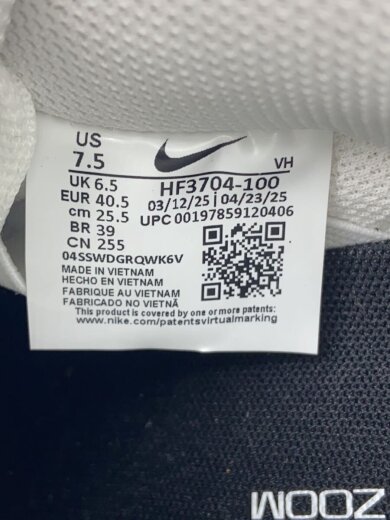 US
7.5
VH
UK 6.5
HF3704-100
EUR 40.5
03/12/25 | 04/23/25
cm 25.5
UPC 00197859120406
BR 39
CN 255
04SSWDGRQWK6V
MADE IN VIETNAM
HECHO EN VIETNAM
FABRIQUE AU VIETNAM
FABRICADO NO VIETNÃ
This product is covered by one or more patents.
www.nike.com/patentsvirtualmarking
ZOOM